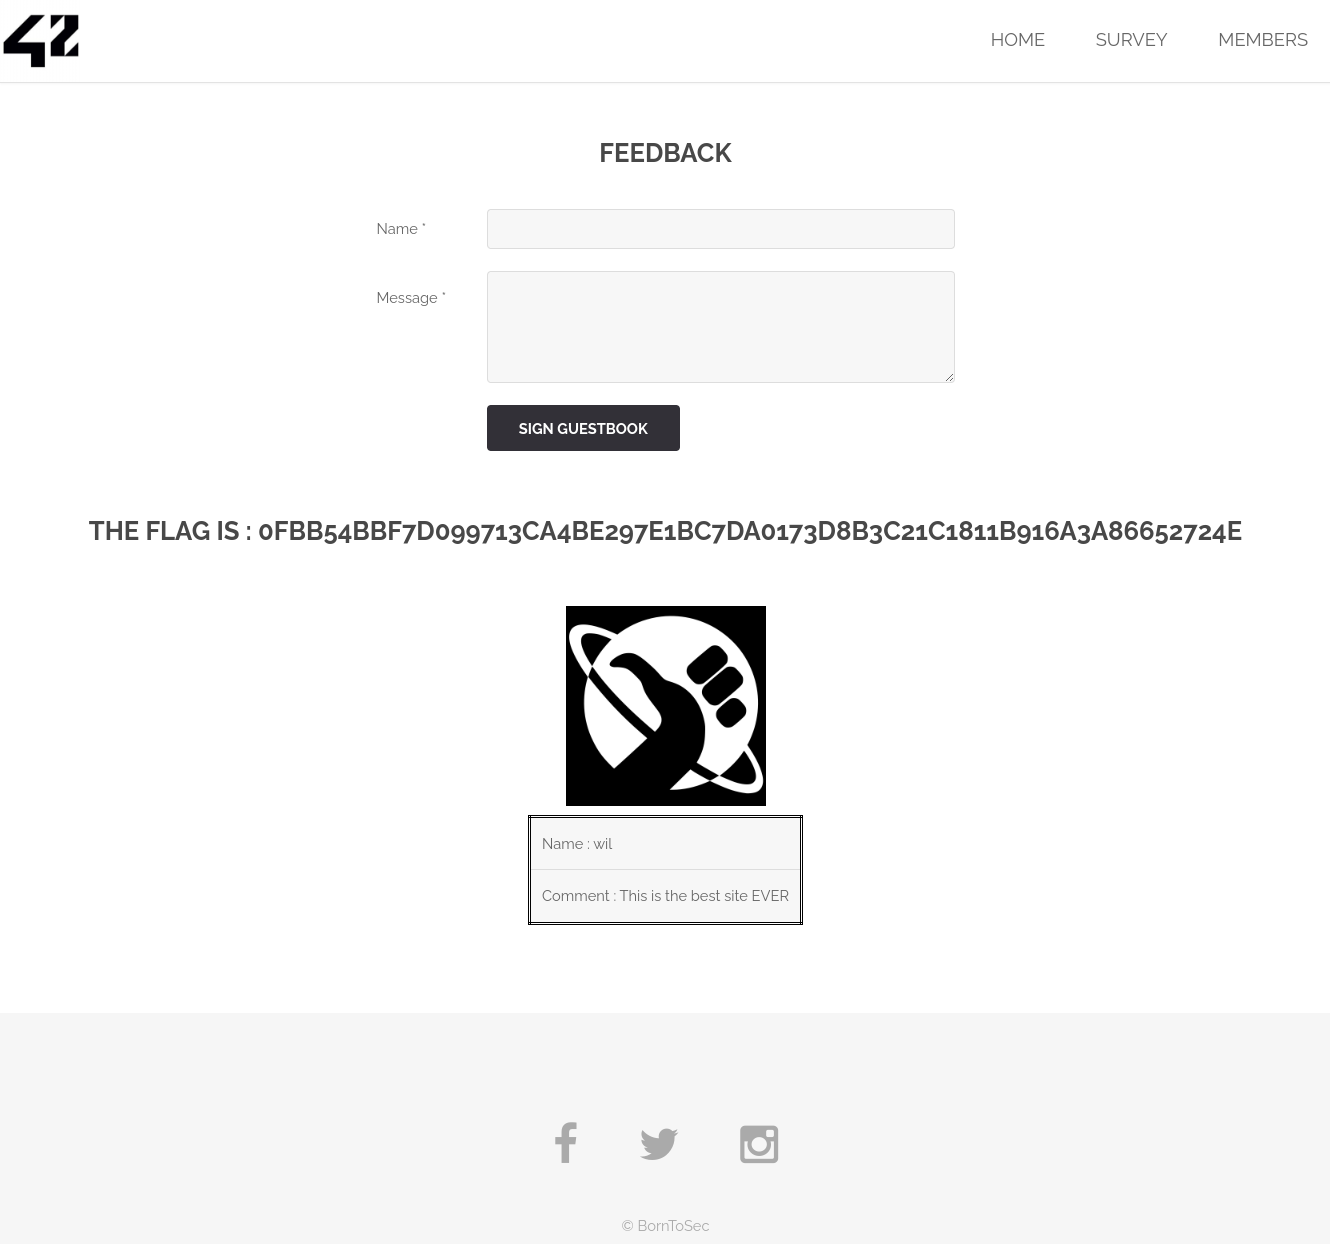 42
HOME SURVEY MEMBERS
FEEDBACK
Name *
Message *
SIGN GUESTBOOK
THE FLAG IS : 0FBB54BBF7D099713CA4BE297E1BC7DA0173D8B3C21C1811B916A3A86652724E
Name : wil
Comment : This is the best site EVER
© BornToSec